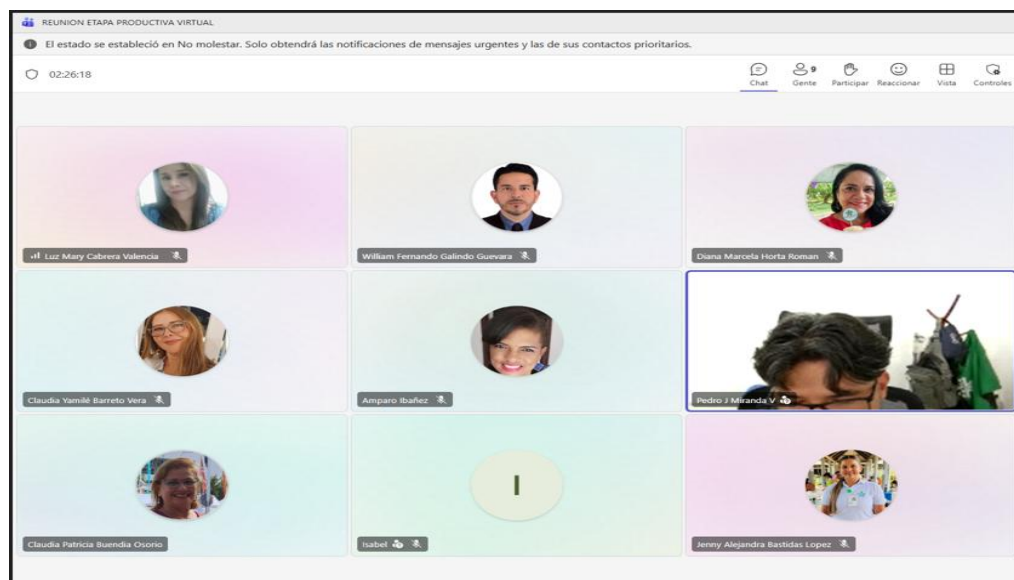 REUNION ETAPA PRODUCTIVA VIRTUAL
El estado se estableció en No molestar. Solo obtendrá las notificaciones de mensajes urgentes y las de sus contactos prioritarios.
02:26:18
Chat
9
Gente
Participar
Reaccionar
Vista
Controles
Luz Mary Cabrera Valencia
William Fernando Galindo Guevara
Diana Marcela Horta Roman
Claudia Yamilé Barreto Vera
Amparo Ibañez
Pedro J Miranda V
Claudia Patricia Buendia Osorio
I
Isabel
Jenny Alejandra Bastidas Lopez